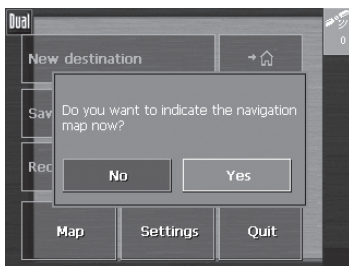 Dual
0
New destination
Sav
Do you want to indicate the navigation
map now?
Rec
No
Yes
Map
Settings
Quit